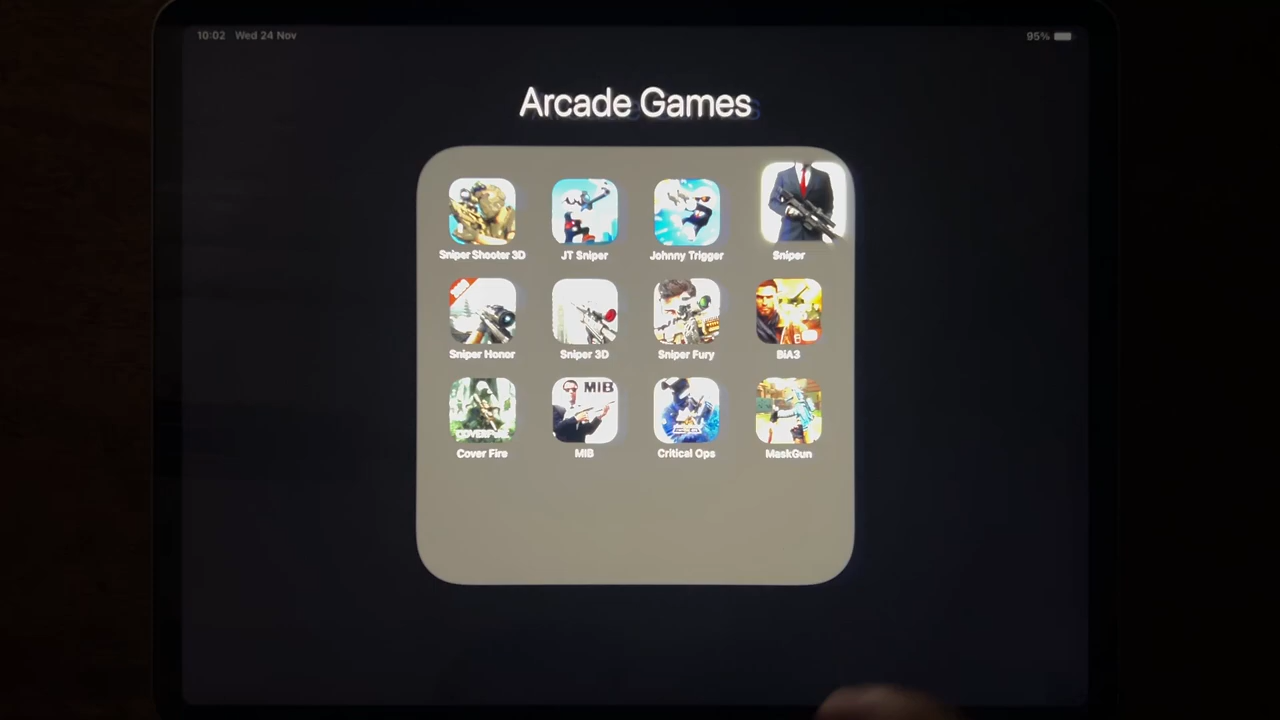 10:02 Wed 24 Nov
95%
Arcade Games
Sniper Shooter 3D
JT Sniper
Johnny Trigger
Sniper
Sniper Honor
Sniper 3D
Sniper Fury
BiA3
MIB
Cover Fire
MIB
Critical Ops
MaskGun